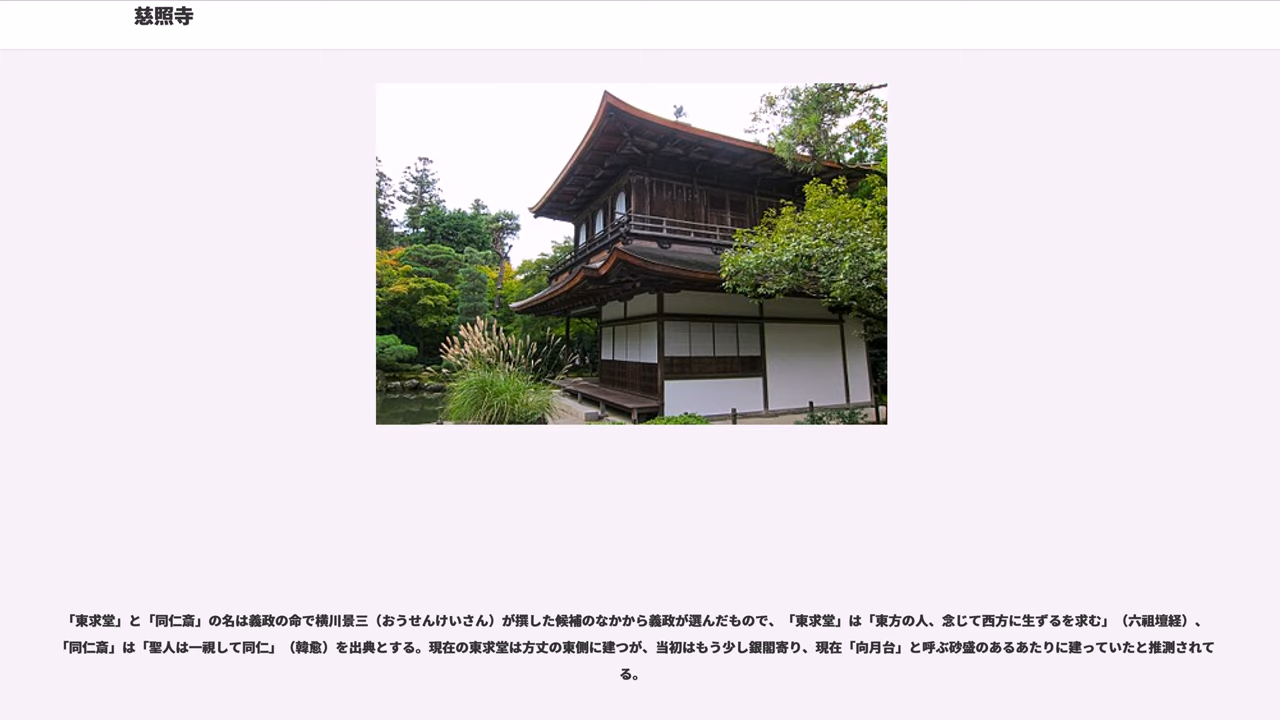 慈照寺
「東求堂」と「同仁斎」の名は義政の命で横川景三（おうせんけいさん）が撰した候補のなかから義政が選んだもので、「東求堂」は「東方の人、念じて西方に生ずるを求む」（六祖壇経）、
「同仁斎」は「聖人は一視して同仁」（韓愈）を出典とする。現在の東求堂は方丈の東側に建つが、当初はもう少し銀閣寄り、現在「向月台」と呼ぶ砂盛のあるあたりに建っていたと推測されて
る。